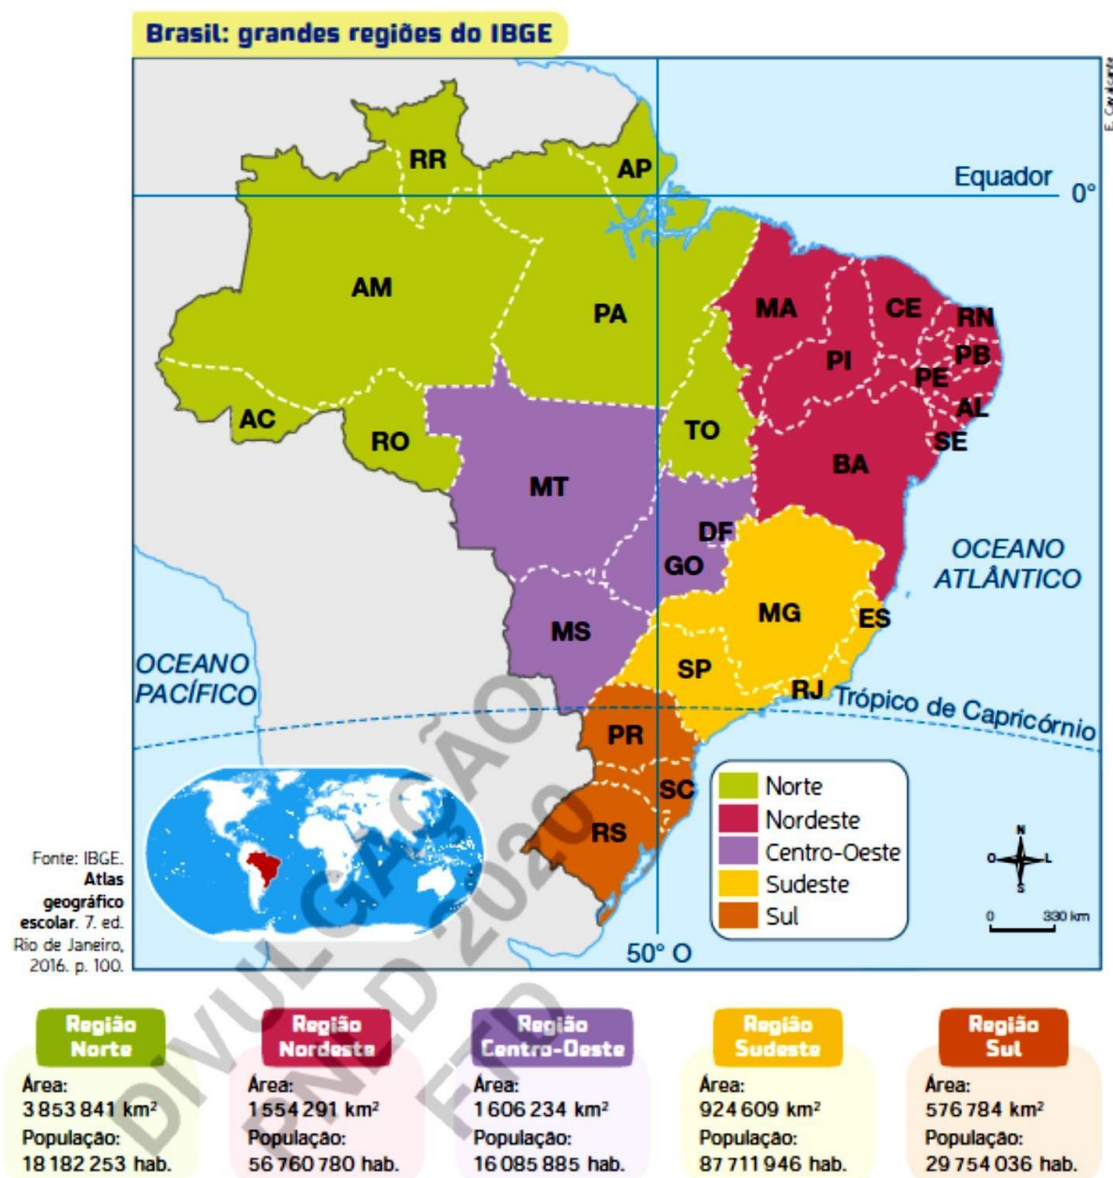 Brasil: grandes regiões do IBGE
E. Cavalcante
RR
AP
Equador
0°
AM
PA
MA
CE
RN
PI
PB
PE
AC
AL
RO
TO
SE
BA
MT
DF
GO
OCEANO
ATLÂNTICO
MG
ES
MS
OCEANO
PACÍFICO
SP
RJ
Trópico de Capricórnio
PR
SC
RS
Norte
Nordeste
Centro-Oeste
Sudeste
Sul
N
O
L
S
0
330 km
50° O
Fonte: IBGE.
Atlas
geográfico
escolar. 7. ed.
Rio de Janeiro,
2016. p. 100.
DIVULGAÇÃO
PNLD 2020
FTD
Região
Norte
Área:
3 853 841 km²
População:
18 182 253 hab.
Região
Nordeste
Área:
1 554 291 km²
População:
56 760 780 hab.
Região
Centro-Oeste
Área:
1 606 234 km²
População:
16 085 885 hab.
Região
Sudeste
Área:
924 609 km²
População:
87 711 946 hab.
Região
Sul
Área:
576 784 km²
População:
29 754 036 hab.